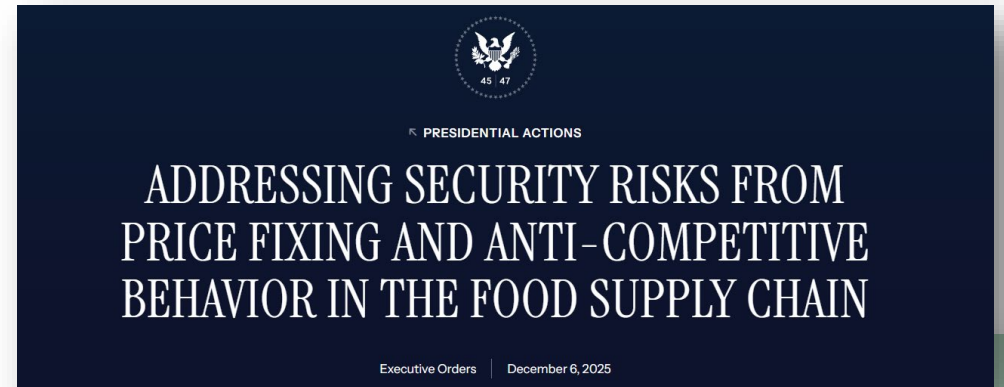 45 47
PRESIDENTIAL ACTIONS
ADDRESSING SECURITY RISKS FROM
PRICE FIXING AND ANTI-COMPETITIVE
BEHAVIOR IN THE FOOD SUPPLY CHAIN
Executive Orders | December 6, 2025